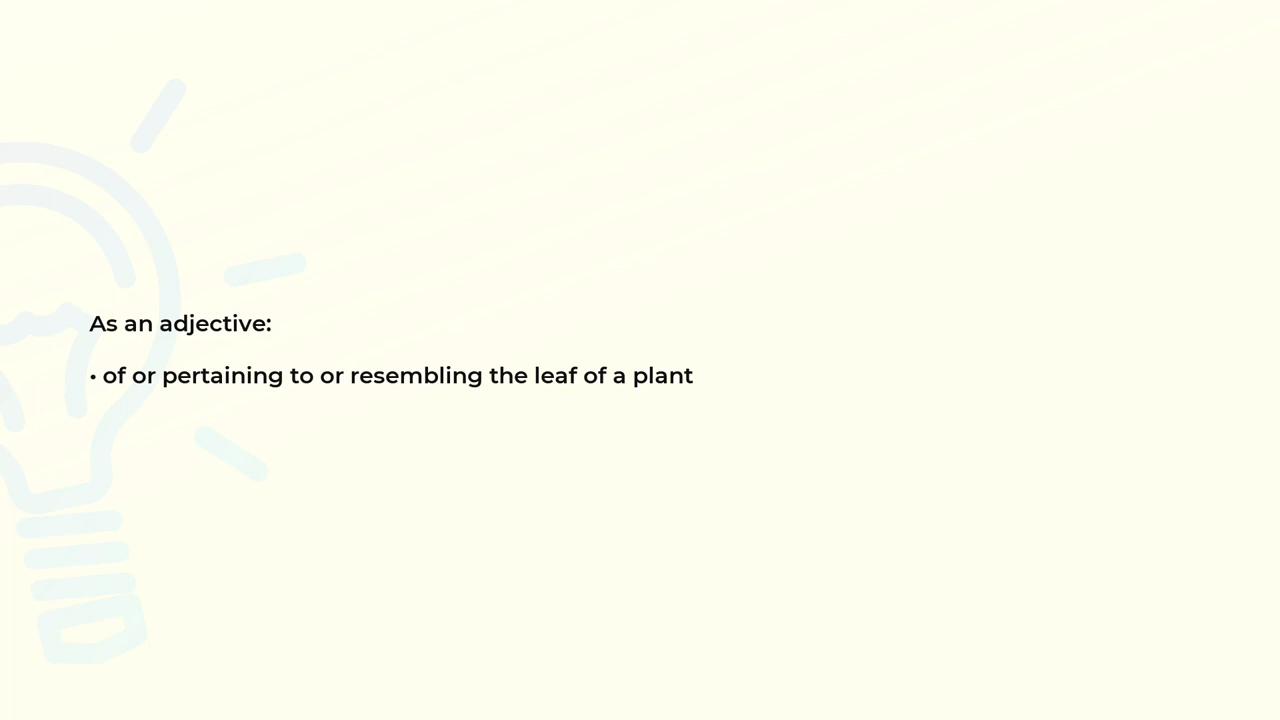 As an adjective:
• of or pertaining to or resembling the leaf of a plant